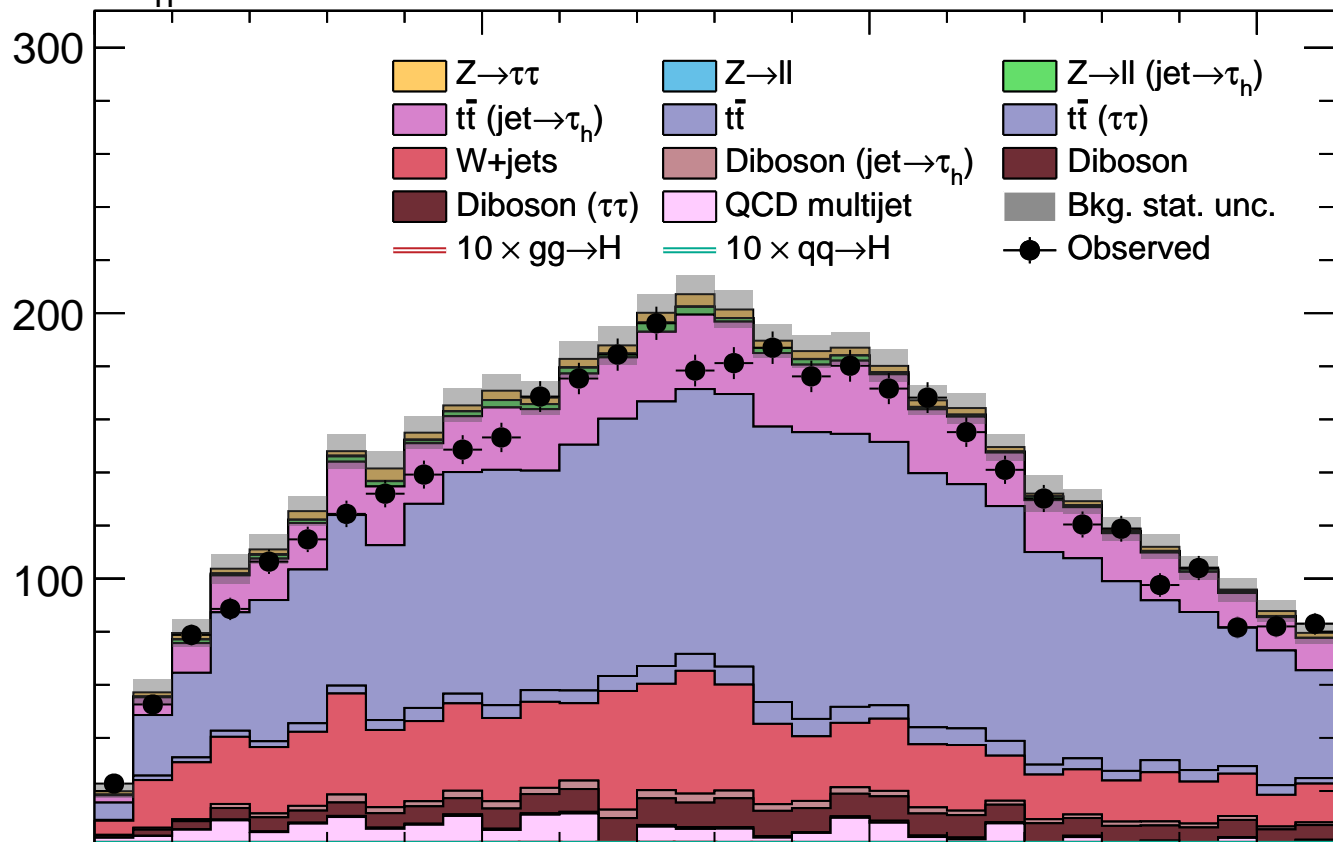 300
Z→ττ Z→ll Z→ll (jet→τh)
tt̄ (jet→τh) tt̄ tt̄ (ττ)
W+jets Diboson (jet→τh) Diboson
Diboson (ττ) QCD multijet Bkg. stat. unc.
10 × gg→H 10 × qq→H Observed
200
100